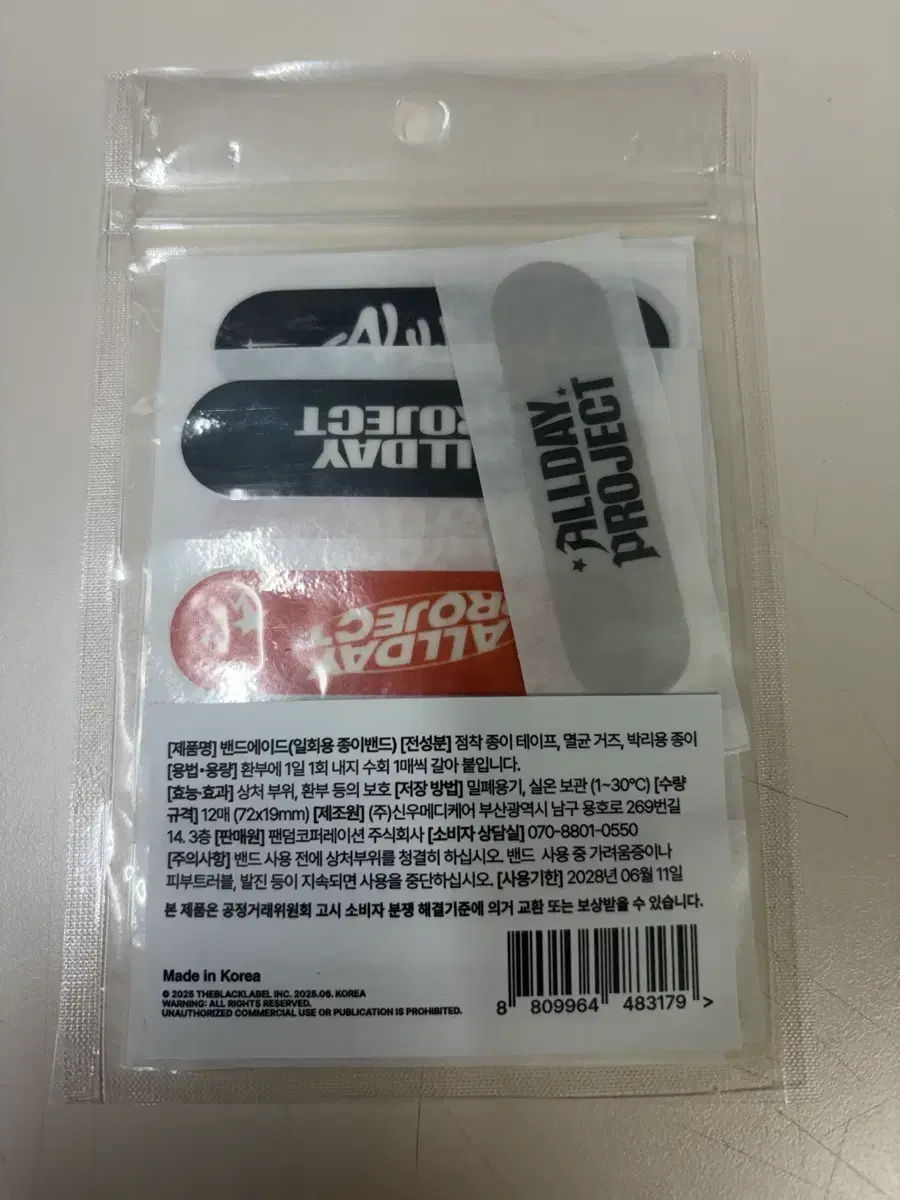 ALLDAY
PROJECT
ALLDAY
PROJECT
ALLDAY
PROJECT
[제품명] 밴드에이드(일회용 종이밴드) [전성분] 점착 종이 테이프, 멸균 거즈, 박리용 종이
[용법•용량] 환부에 1일 1회 내지 수회 1매씩 갈아 붙입니다.
[효능·효과] 상처 부위, 환부 등의 보호 [저장 방법] 밀폐용기, 실온 보관 (1~30℃) [수량
규격] 12매 (72x19mm) [제조원] (주)신우메디케어 부산광역시 남구 용호로 269번길
14. 3층 [판매원] 팬덤코퍼레이션 주식회사 [소비자 상담실] 070-8801-0550
[주의사항] 밴드 사용 전에 상처부위를 청결히 하십시오. 밴드 사용 중 가려움증이나
피부트러블, 발진 등이 지속되면 사용을 중단하십시오. [사용기한] 2028년 06월 11일
본 제품은 공정거래위원회 고시 소비자 분쟁 해결기준에 의거 교환 또는 보상받을 수 있습니다.
Made in Korea
© 2025 THEBLACKLABEL INC. 2025.06. KOREA
WARNING: ALL RIGHTS RESERVED.
UNAUTHORIZED COMMERCIAL USE OR PUBLICATION IS PROHIBITED.
8 809964 483179 >